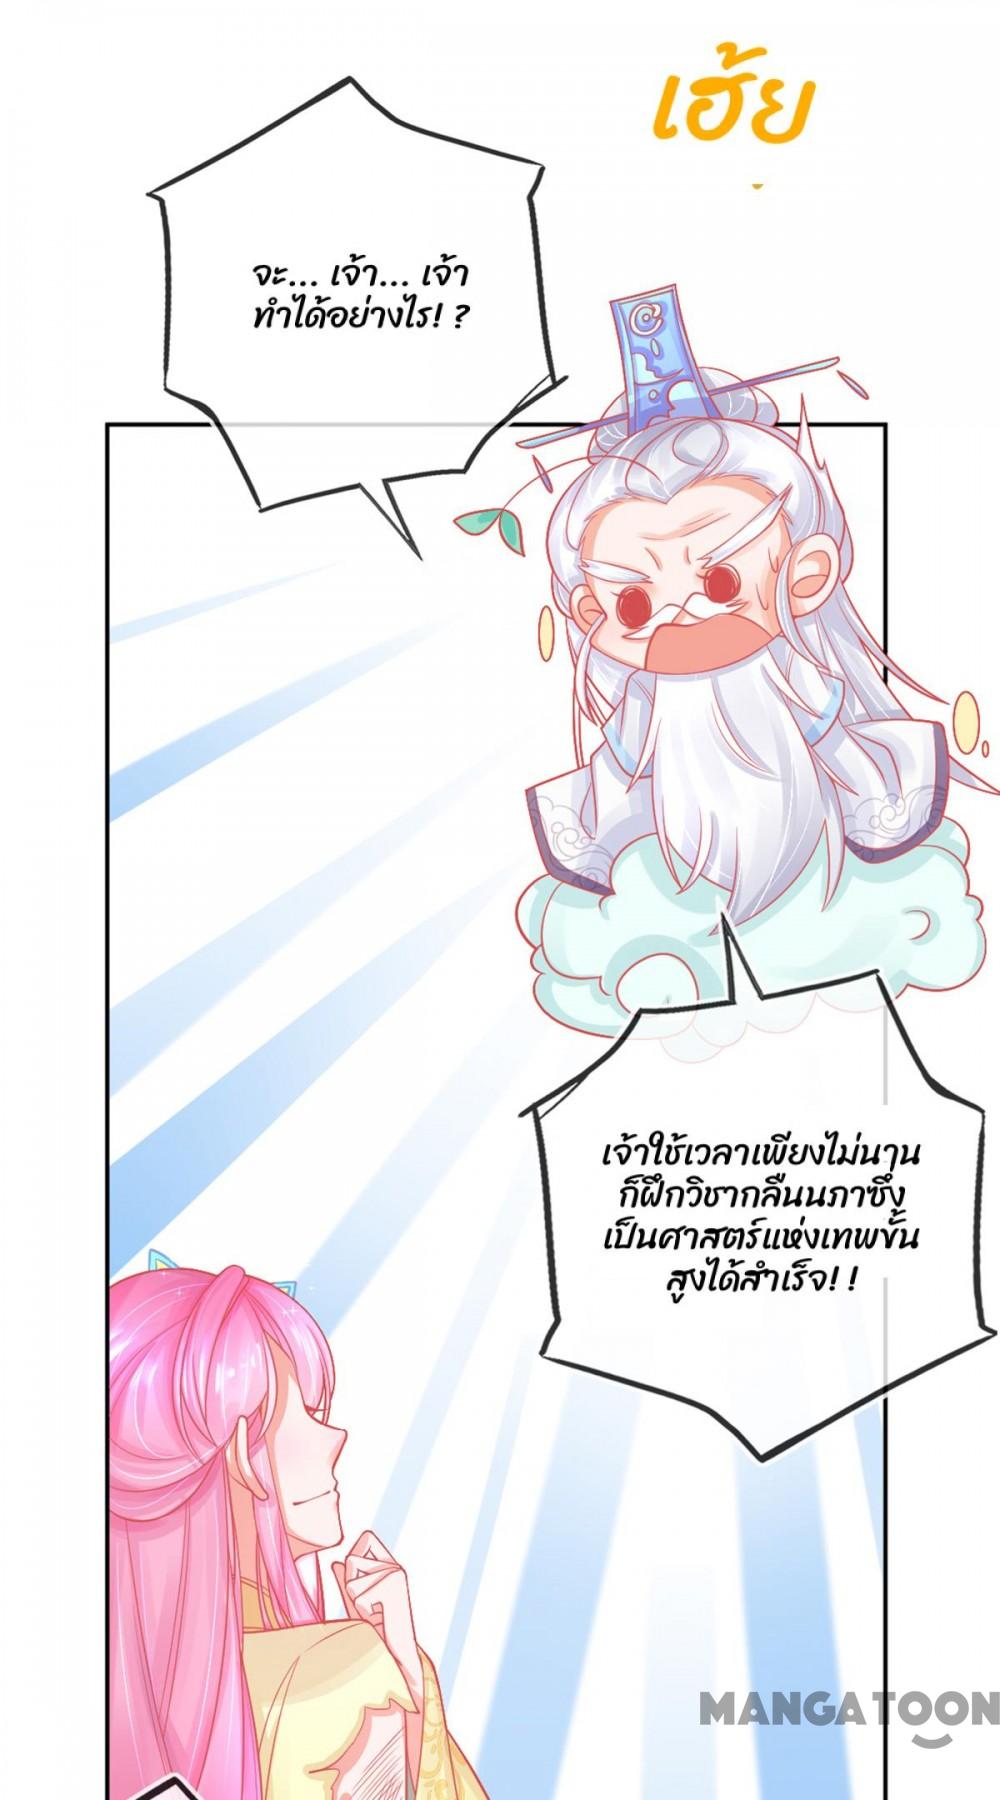 เฮ้ย
จะ... เจ้า... เจ้า
ทำได้อย่างไร! ?
เจ้าใช้เวลาเพียงไม่นาน
ก็ฝึกวิชากลืนนภาซึ่ง
เป็นศาสตร์แห่งเทพขั้น
สูงได้สำเร็จ! !
MANGATOON